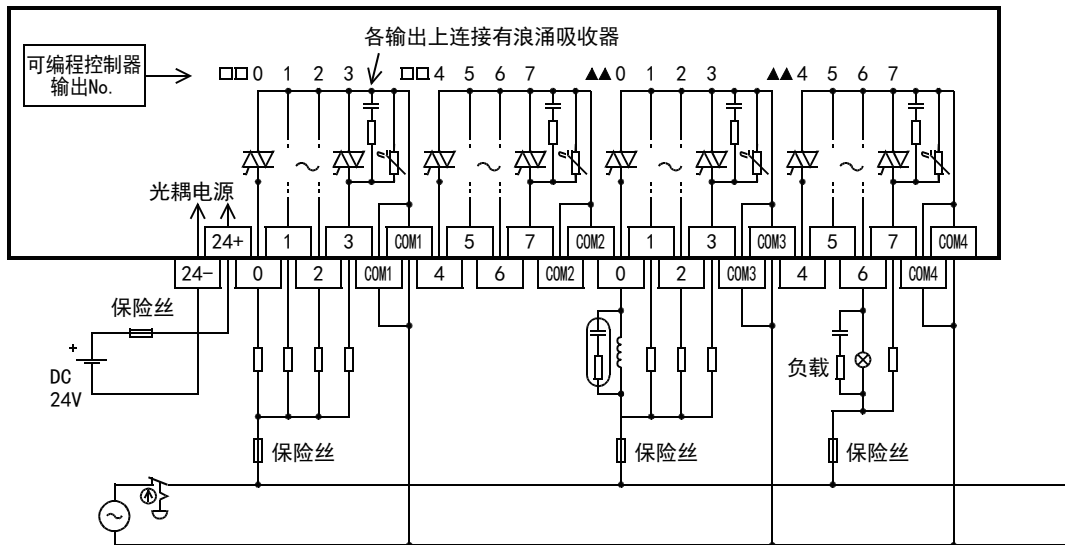 各输出上连接有浪涌吸收器
可编程控制器
输出No.
□□0 1 2 3 □□4 5 6 7 ▲▲0 1 2 3 ▲▲4 5 6 7
光耦电源
24+ 1 3 COM1 5 7 COM2 1 3 COM3 5 7 COM4
24- 0 2 COM1 4 6 COM2 0 2 COM3 4 6 COM4
保险丝
+
DC
24V
负载
保险丝 保险丝 保险丝